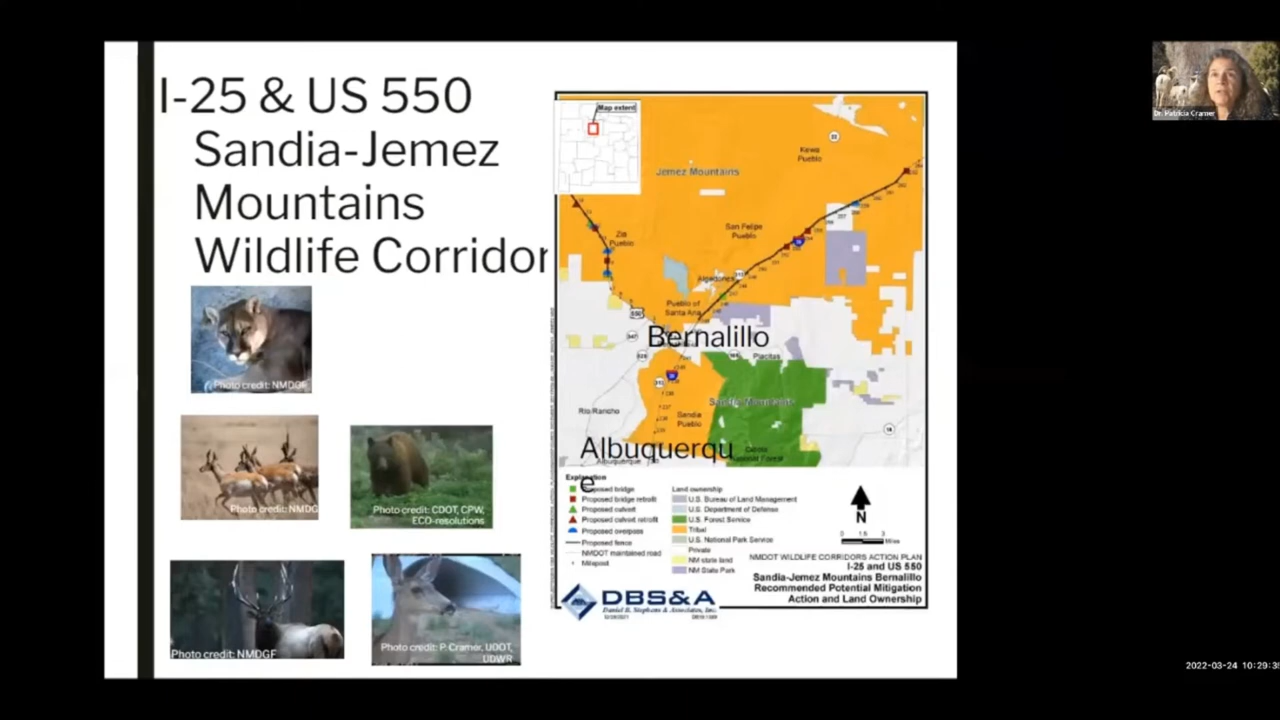 I-25 & US 550
Sandia-Jemez
Mountains
Wildlife Corridor
Photo credit: NMDGF
Photo credit: NMDG
Photo credit: CDOT, CPW,
ECO-resolutions
Photo credit: NMDGF
Photo credit: P. Cramer, UDOT,
UDWR
Map extent
Jemez Mountains
Kewa
Pueblo
Zia
Pueblo
San Felipe
Pueblo
Algodones
Pueblo of
Santa Ana
550
Bernalillo
Placitas
Rio Rancho
Sandia
Pueblo
Albuquerqu
e
Albuquerque
Explanation
Proposed bridge
Proposed bridge retrofit
Proposed culvert
Proposed culvert retrofit
Proposed overpass
Proposed fence
NMDOT maintained road
Milepost
Land ownership
U.S. Bureau of Land Management
U.S. Department of Defense
U.S. Forest Service
Tribal
U.S. National Park Service
Private
NM state land
NM State Park
N
NMDOT WILDLIFE CORRIDORS ACTION PLAN
I-25 and US 550
Sandia-Jemez Mountains Bernalillo
Recommended Potential Mitigation
Action and Land Ownership
DBS&A
Daniel B. Stephens & Associates, Inc.
Dr. Patricia Cramer
2022-03-24 10:29:35